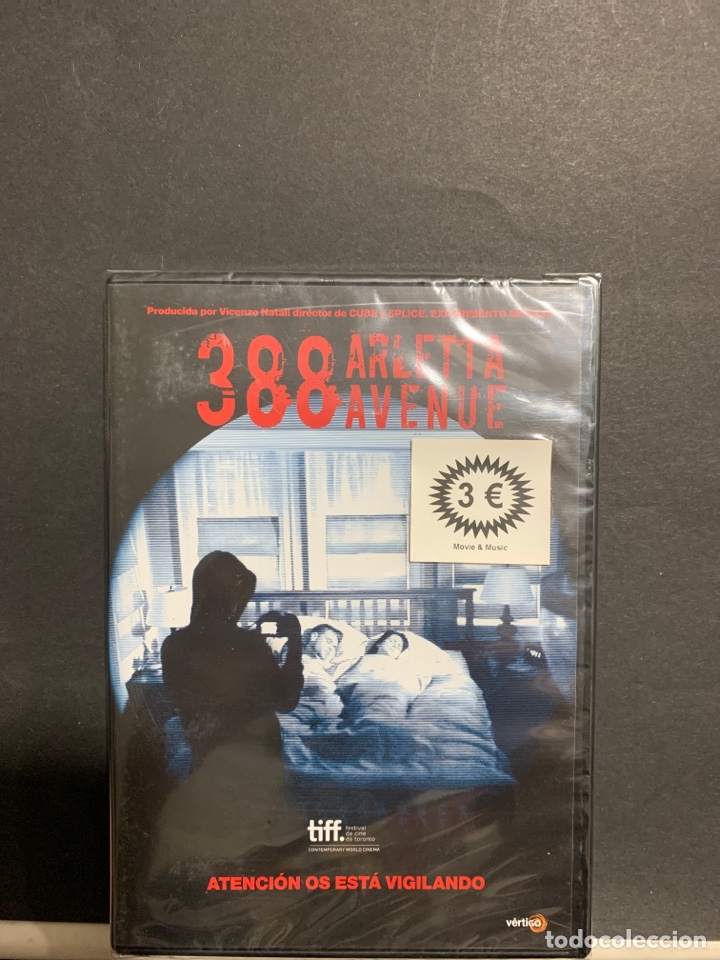 Producida por Vicenzo Natali director de CUBE y SPLICE. EXPERIMENTO
388 ARLETTA
AVENUE
3 €
Movie & Music
tiff. festival
de cine
de toronto
CONTEMPORARY WORLD CINEMA
ATENCIÓN OS ESTÁ VIGILANDO
vértigo
todocoleccion